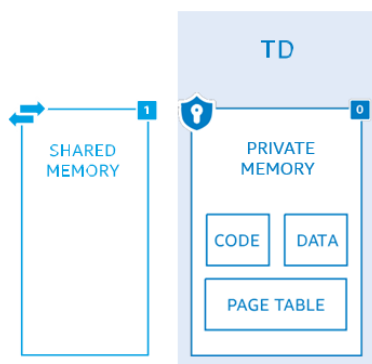 TD
1
SHARED
MEMORY
0
PRIVATE
MEMORY
CODE
DATA
PAGE TABLE